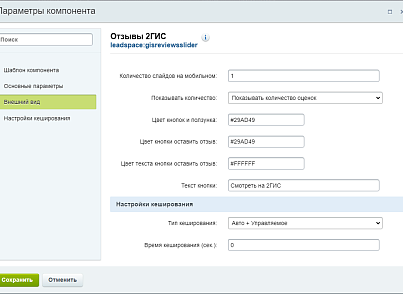 Параметры компонента
Поиск
Шаблон компонента
Основные параметры
Внешний вид
Настройки кеширования
Отзывы 2ГИС
leadspace:gisreviewsslider
Количество слайдов на мобильном: 1
Показывать количество: Показывать количество оценок
Цвет кнопок и ползунка: #29AD49
Цвет кнопки оставить отзыв: #29AD49
Цвет текста кнопки оставить отзыв: #FFFFFF
Текст кнопки: Смотреть на 2ГИС
Настройки кеширования
Тип кеширования: Авто + Управляемое
Время кеширования (сек.): 0
Сохранить Отменить